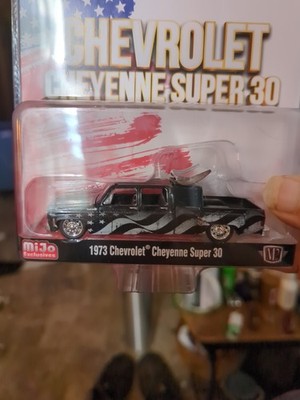 CHEVROLET
CHEYENNE SUPER 30
MiJo
Exclusives
1973 Chevrolet® Cheyenne Super 30